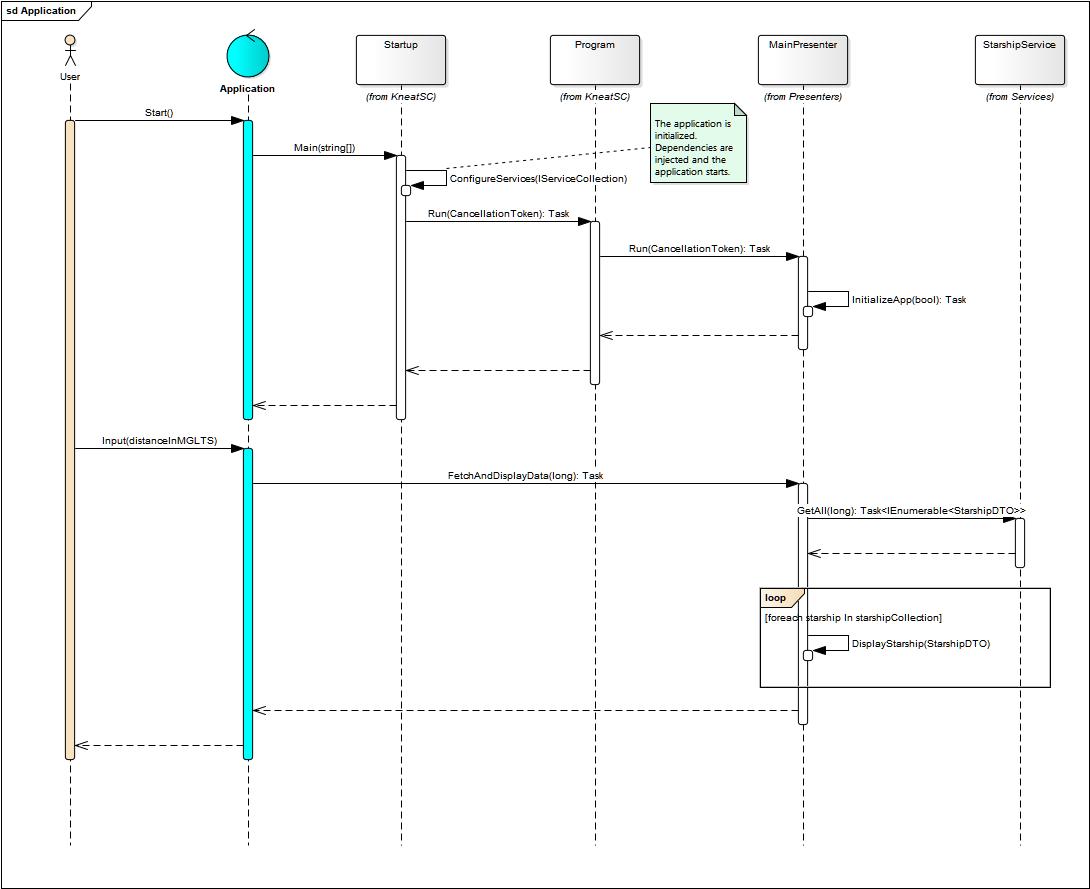 sd Application
User
Application
Startup
(from KneatSC)
Program
(from KneatSC)
MainPresenter
(from Presenters)
StarshipService
(from Services)
Start()
The application is
initialized.
Dependencies are
injected and the
application starts.
Main(string[])
ConfigureServices(IServiceCollection)
Run(CancellationToken): Task
Run(CancellationToken): Task
InitializeApp(bool): Task
Input(distanceInMGLTS)
FetchAndDisplayData(long): Task
GetAll(long): Task<IEnumerable<StarshipDTO>>
loop
[foreach starship In starshipCollection]
DisplayStarship(StarshipDTO)